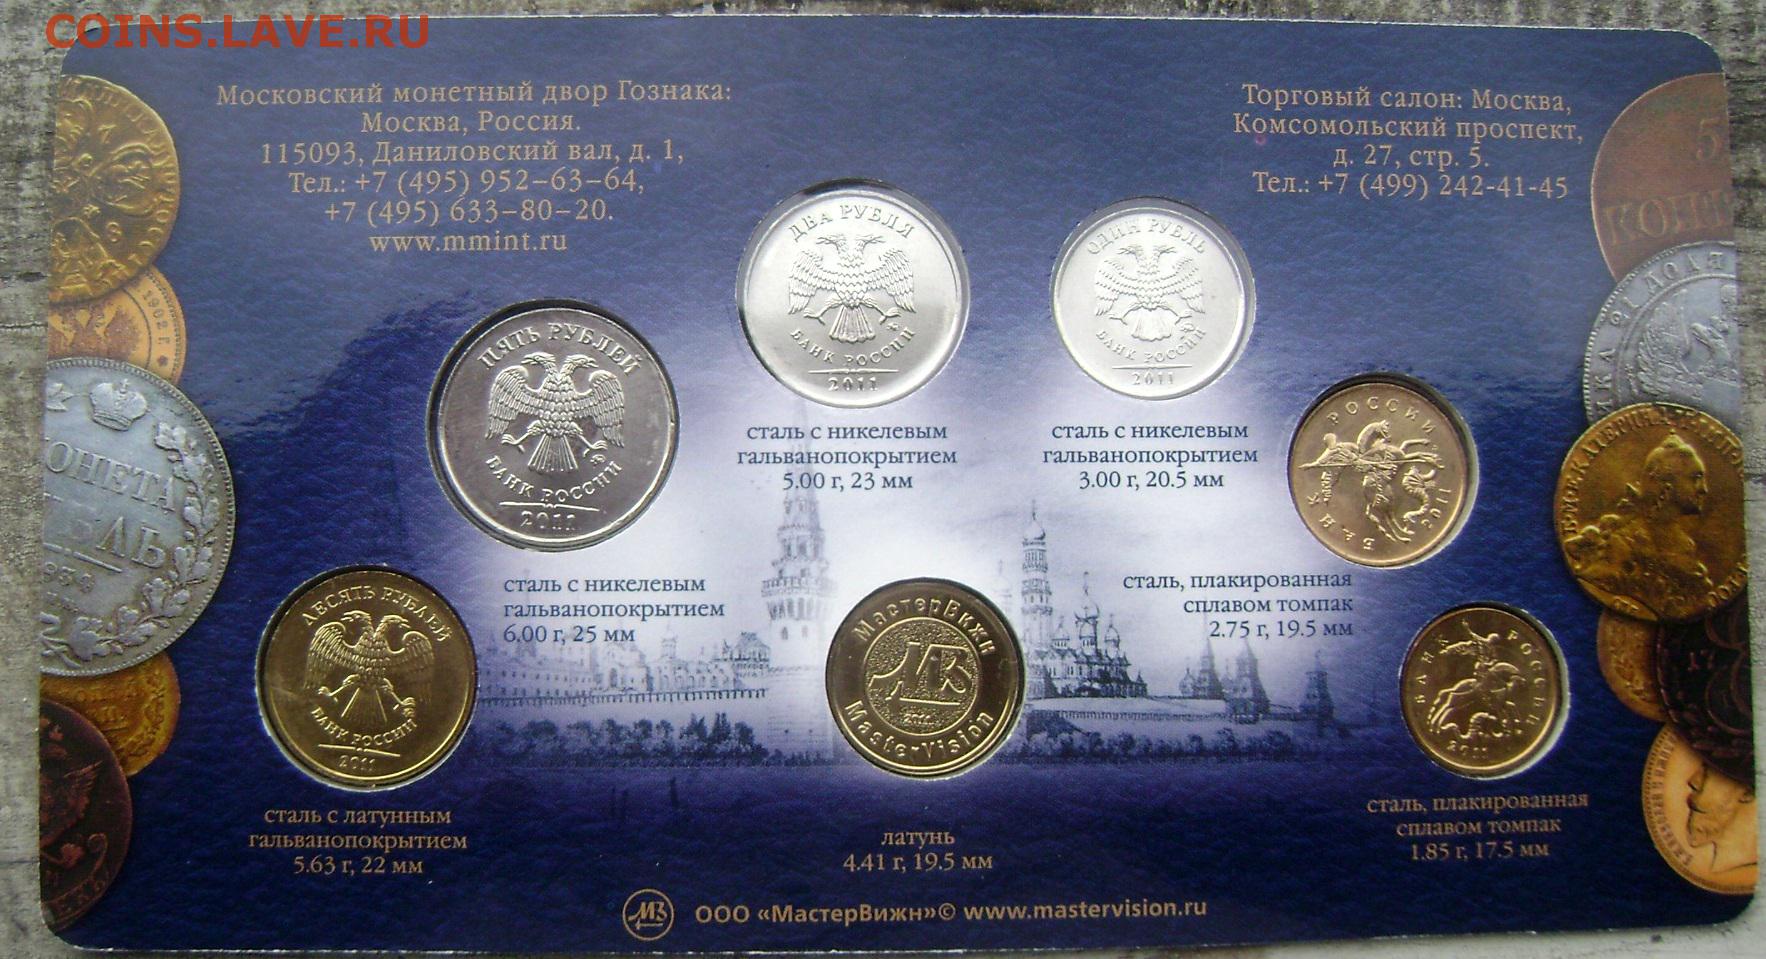 COINS.LAVE.RU
Московский монетный двор Гознака:
Москва, Россия.
115093, Даниловский вал, д. 1,
Тел.: +7 (495) 952–63–64,
+7 (495) 633–80–20.
www.mmint.ru
Торговый салон: Москва,
Комсомольский проспект,
д. 27, стр. 5.
Тел.: +7 (499) 242-41-45
ДВА РУБЛЯ
БАНК РОССИИ
2011
сталь с никелевым
гальванопокрытием
5.00 г, 23 мм
ОДИН РУБЛЬ
БАНК РОССИИ
2011
сталь с никелевым
гальванопокрытием
3.00 г, 20.5 мм
ПЯТЬ РУБЛЕЙ
БАНК РОССИИ
2011
сталь с никелевым
гальванопокрытием
6.00 г, 25 мм
БАНК РОССИИ
2011
сталь, плакированная
сплавом томпак
2.75 г, 19.5 мм
ДЕСЯТЬ РУБЛЕЙ
БАНК РОССИИ
2011
сталь с латунным
гальванопокрытием
5.63 г, 22 мм
МастерВижн
МВ
2011
MasterVision
латунь
4.41 г, 19.5 мм
БАНК РОССИИ
2011
сталь, плакированная
сплавом томпак
1.85 г, 17.5 мм
1902 г.
МВ ООО «МастерВижн»© www.mastervision.ru